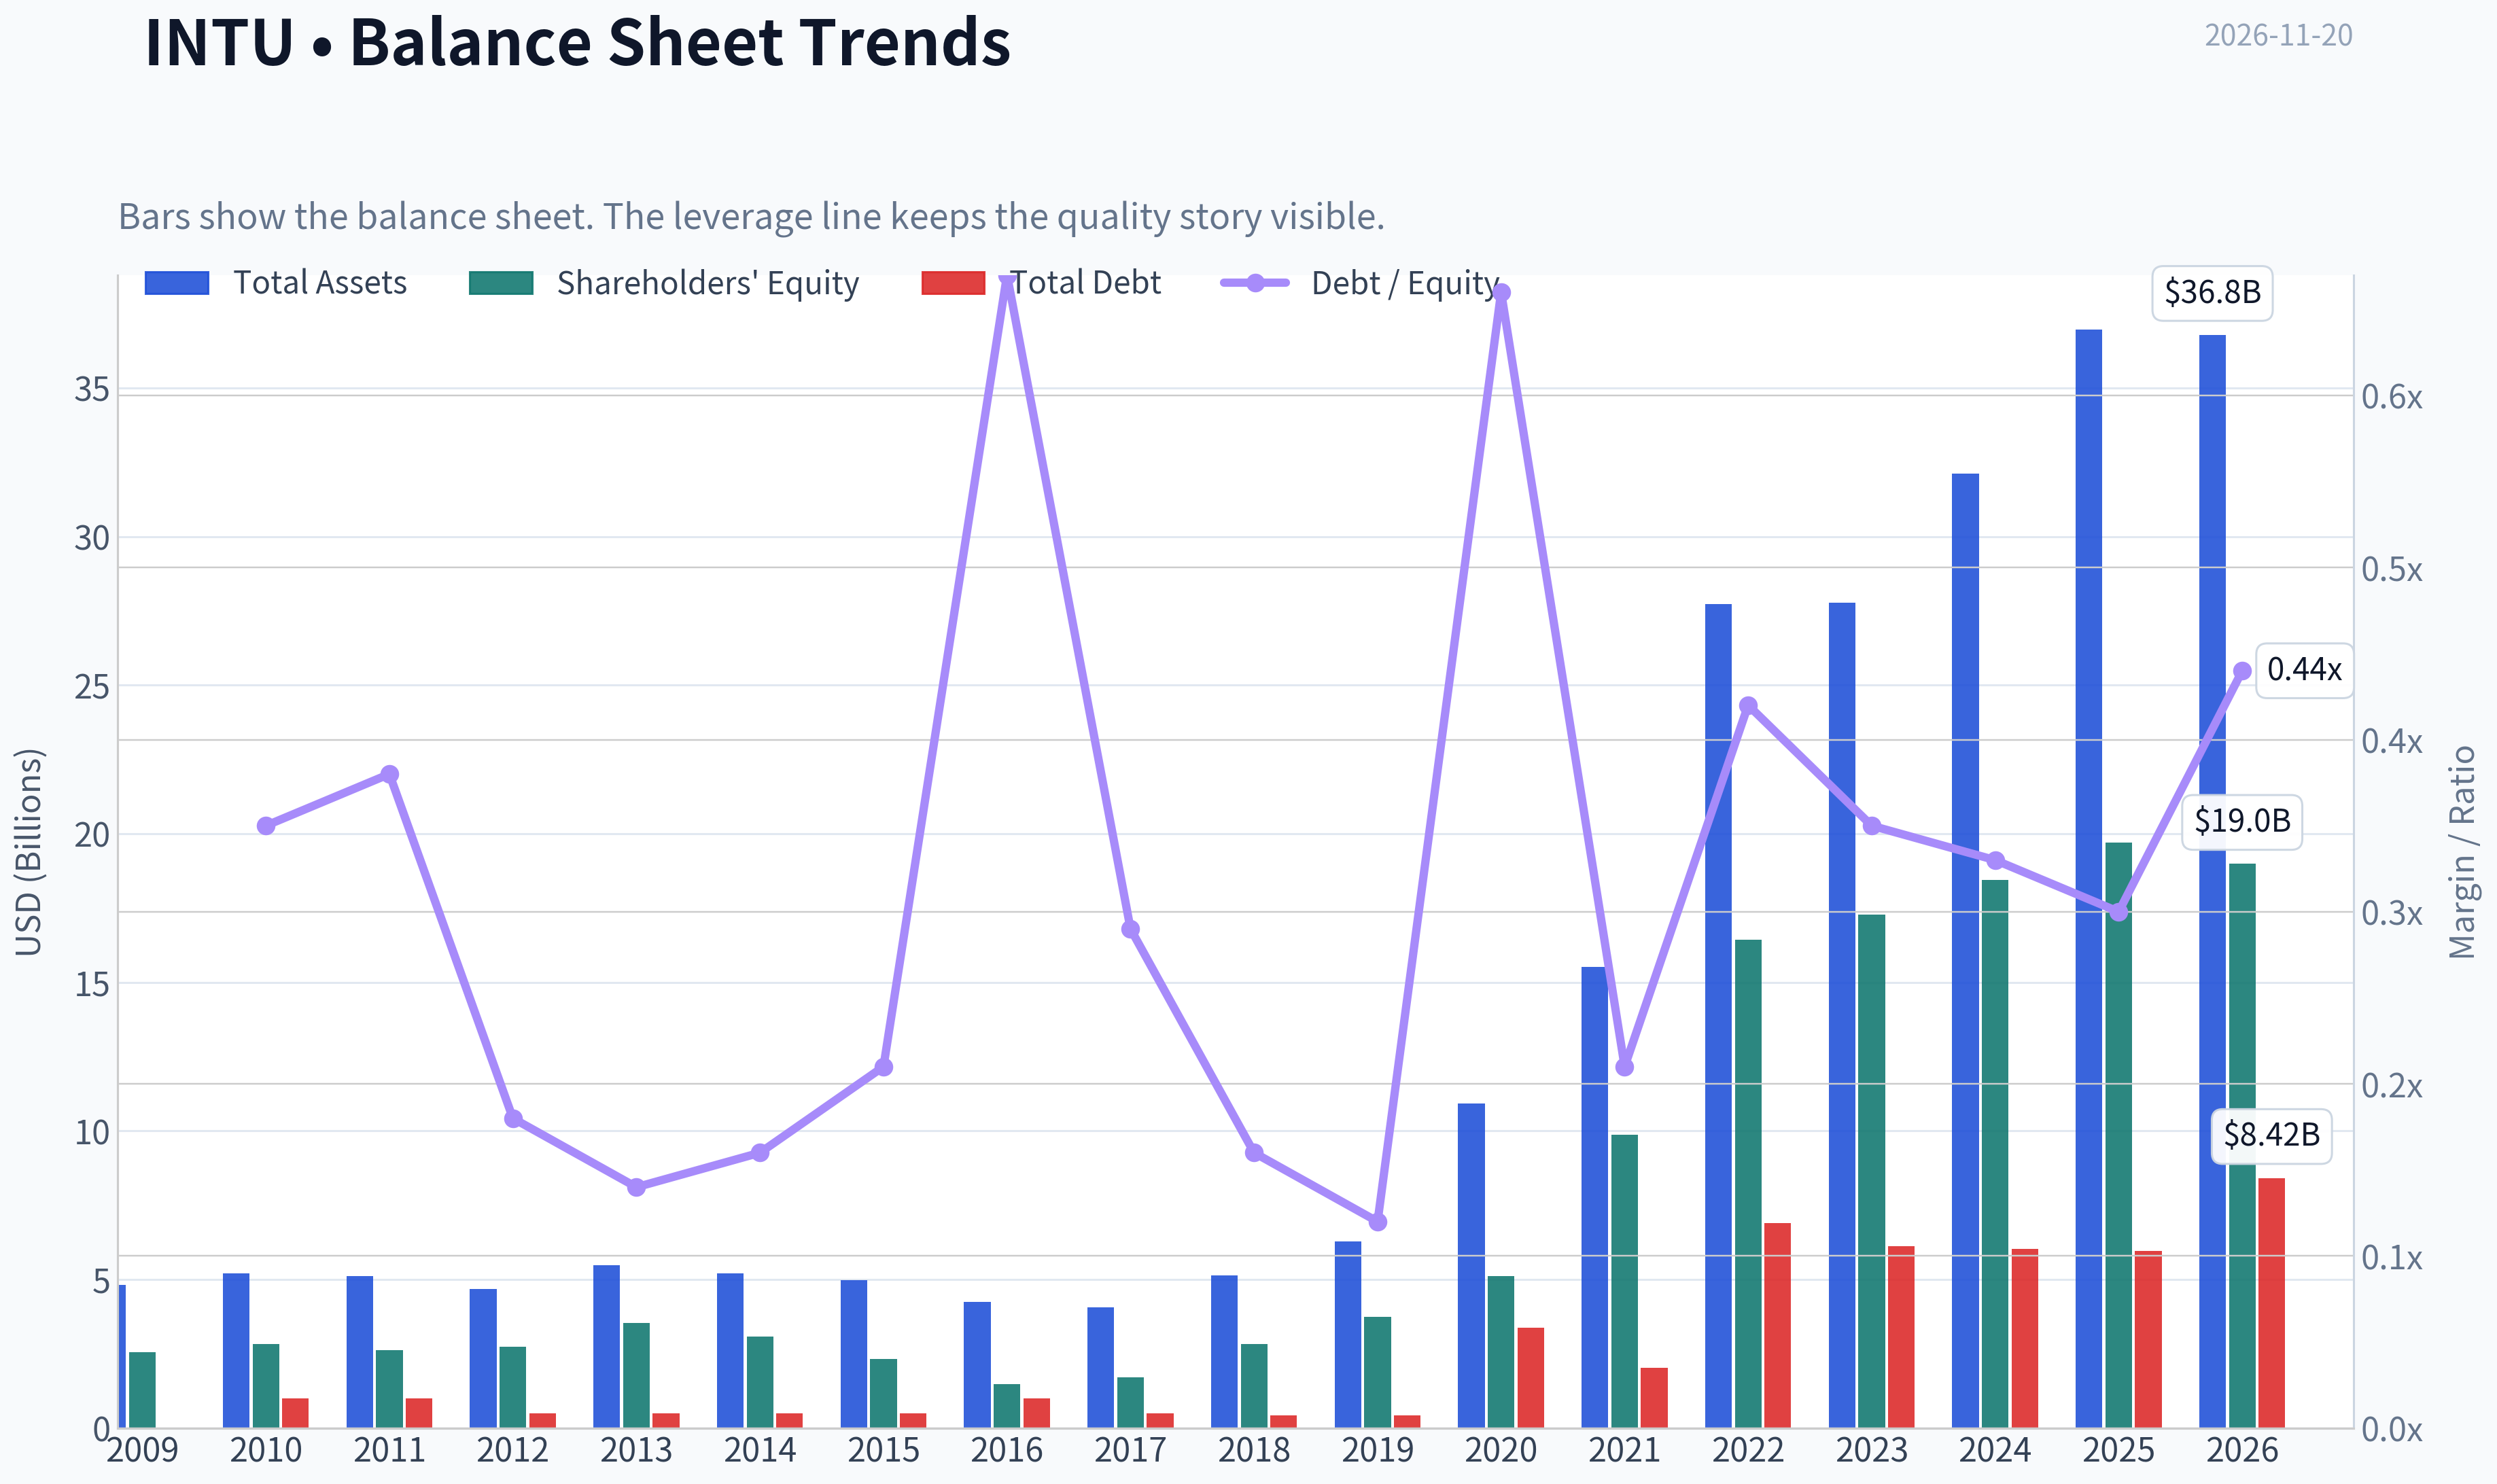 INTU • Balance Sheet Trends
2026-11-20
Bars show the balance sheet. The leverage line keeps the quality story visible.
Total Assets
Shareholders' Equity
Total Debt
Debt / Equity
$36.8B
0.44x
$19.0B
$8.42B
USD (Billions)
35
30
25
20
15
10
5
0
0.6x
0.5x
0.4x
0.3x
0.2x
0.1x
0.0x
Margin / Ratio
2009 2010 2011 2012 2013 2014 2015 2016 2017 2018 2019 2020 2021 2022 2023 2024 2025 2026